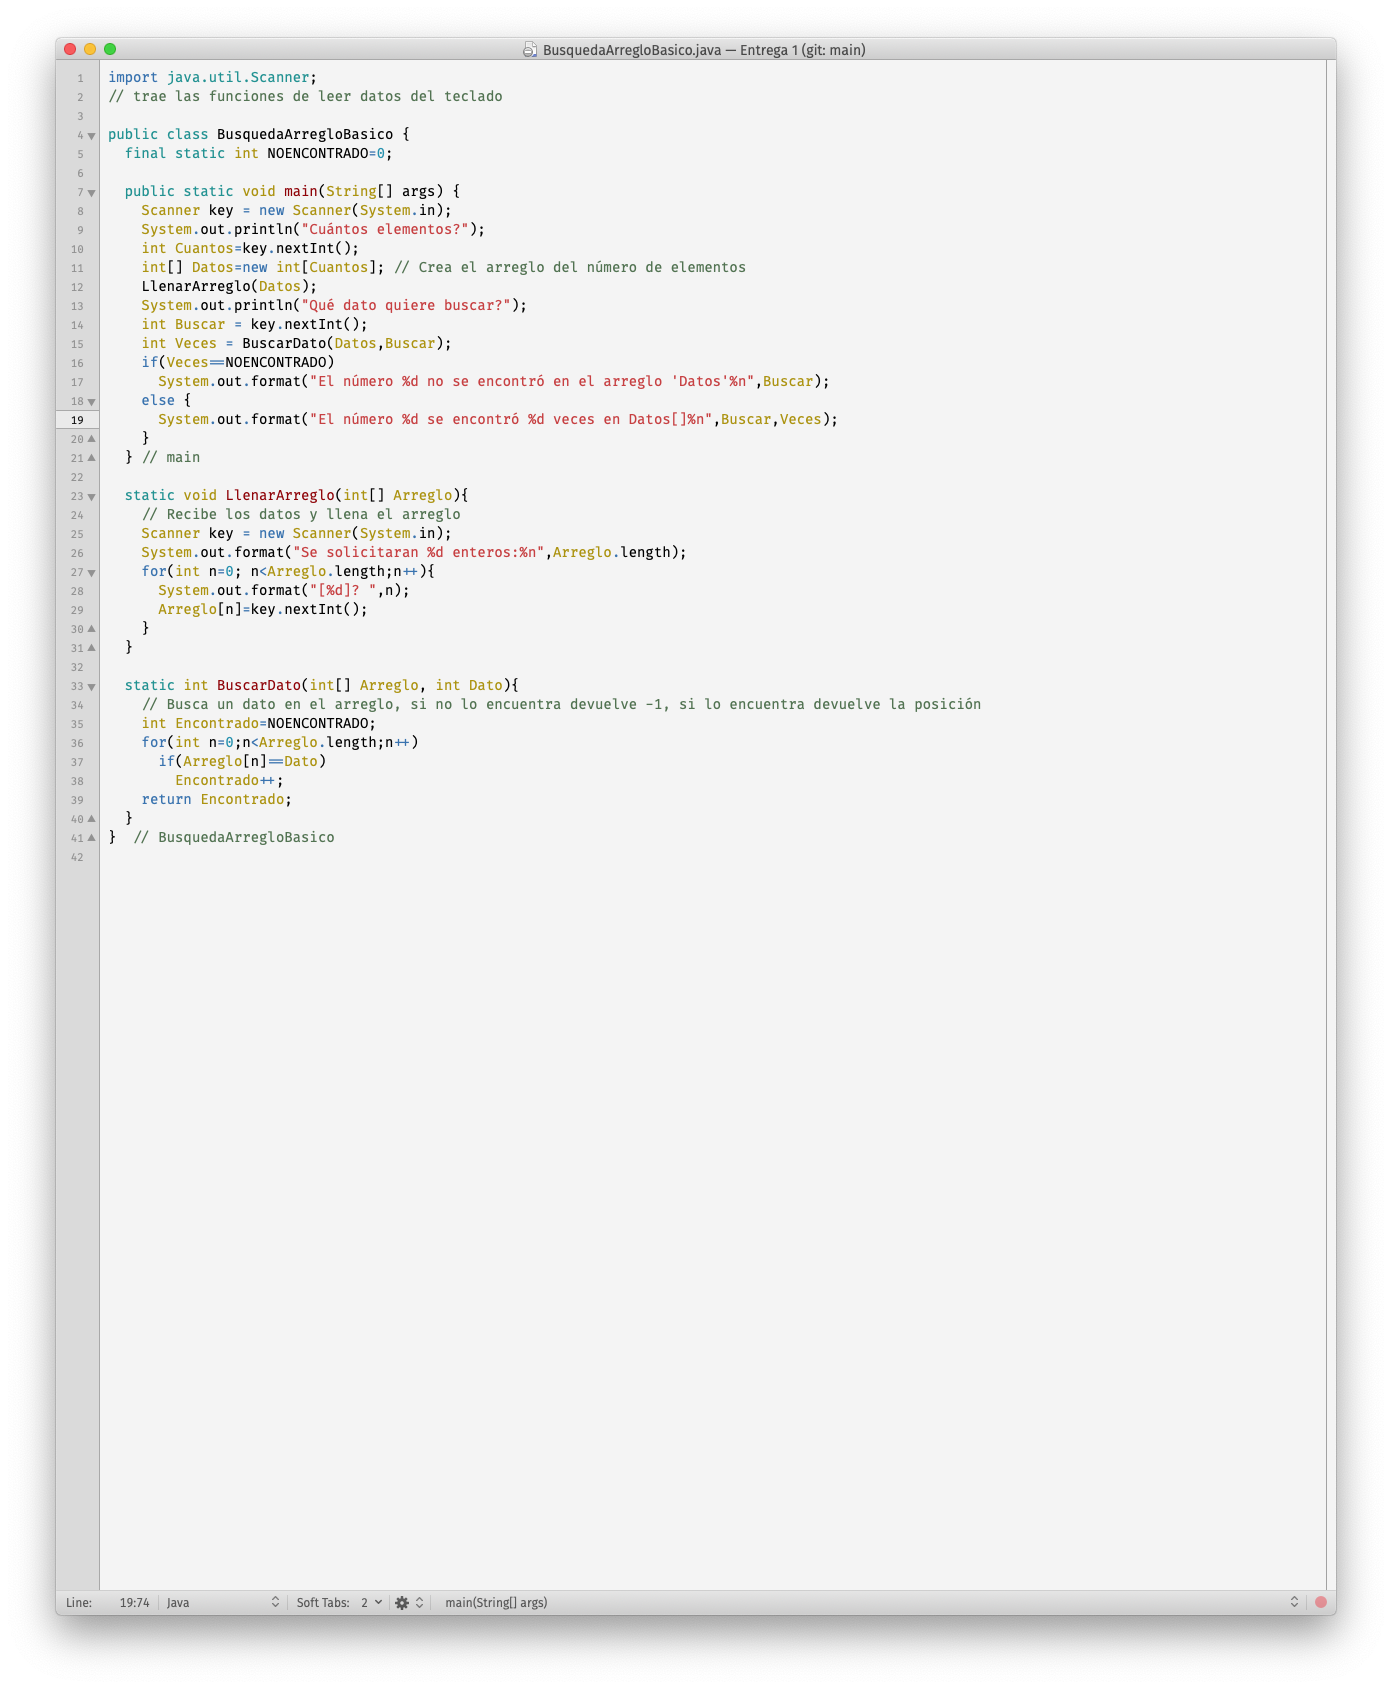 BusquedaArregloBasico.java — Entrega 1 (git: main)
1 import java.util.Scanner;
2 // trae las funciones de leer datos del teclado
3
4 public class BusquedaArregloBasico {
5   final static int NOENCONTRADO=0;
6
7   public static void main(String[] args) {
8     Scanner key = new Scanner(System.in);
9     System.out.println("Cuántos elementos?");
10     int Cuantos=key.nextInt();
11     int[] Datos=new int[Cuantos]; // Crea el arreglo del número de elementos
12     LlenarArreglo(Datos);
13     System.out.println("Qué dato quiere buscar?");
14     int Buscar = key.nextInt();
15     int Veces = BuscarDato(Datos,Buscar);
16     if(Veces==NOENCONTRADO)
17       System.out.format("El número %d no se encontró en el arreglo 'Datos'%n",Buscar);
18     else {
19       System.out.format("El número %d se encontró %d veces en Datos[]%n",Buscar,Veces);
20     }
21   } // main
22
23   static void LlenarArreglo(int[] Arreglo){
24     // Recibe los datos y llena el arreglo
25     Scanner key = new Scanner(System.in);
26     System.out.format("Se solicitaran %d enteros:%n",Arreglo.length);
27     for(int n=0; n<Arreglo.length;n++){
28       System.out.format("[%d]? ",n);
29       Arreglo[n]=key.nextInt();
30     }
31   }
32
33   static int BuscarDato(int[] Arreglo, int Dato){
34     // Busca un dato en el arreglo, si no lo encuentra devuelve -1, si lo encuentra devuelve la posición
35     int Encontrado=NOENCONTRADO;
36     for(int n=0;n<Arreglo.length;n++)
37       if(Arreglo[n]==Dato)
38         Encontrado++;
39     return Encontrado;
40   }
41 }  // BusquedaArregloBasico
42
Line: 19:74 Java Soft Tabs: 2 main(String[] args)